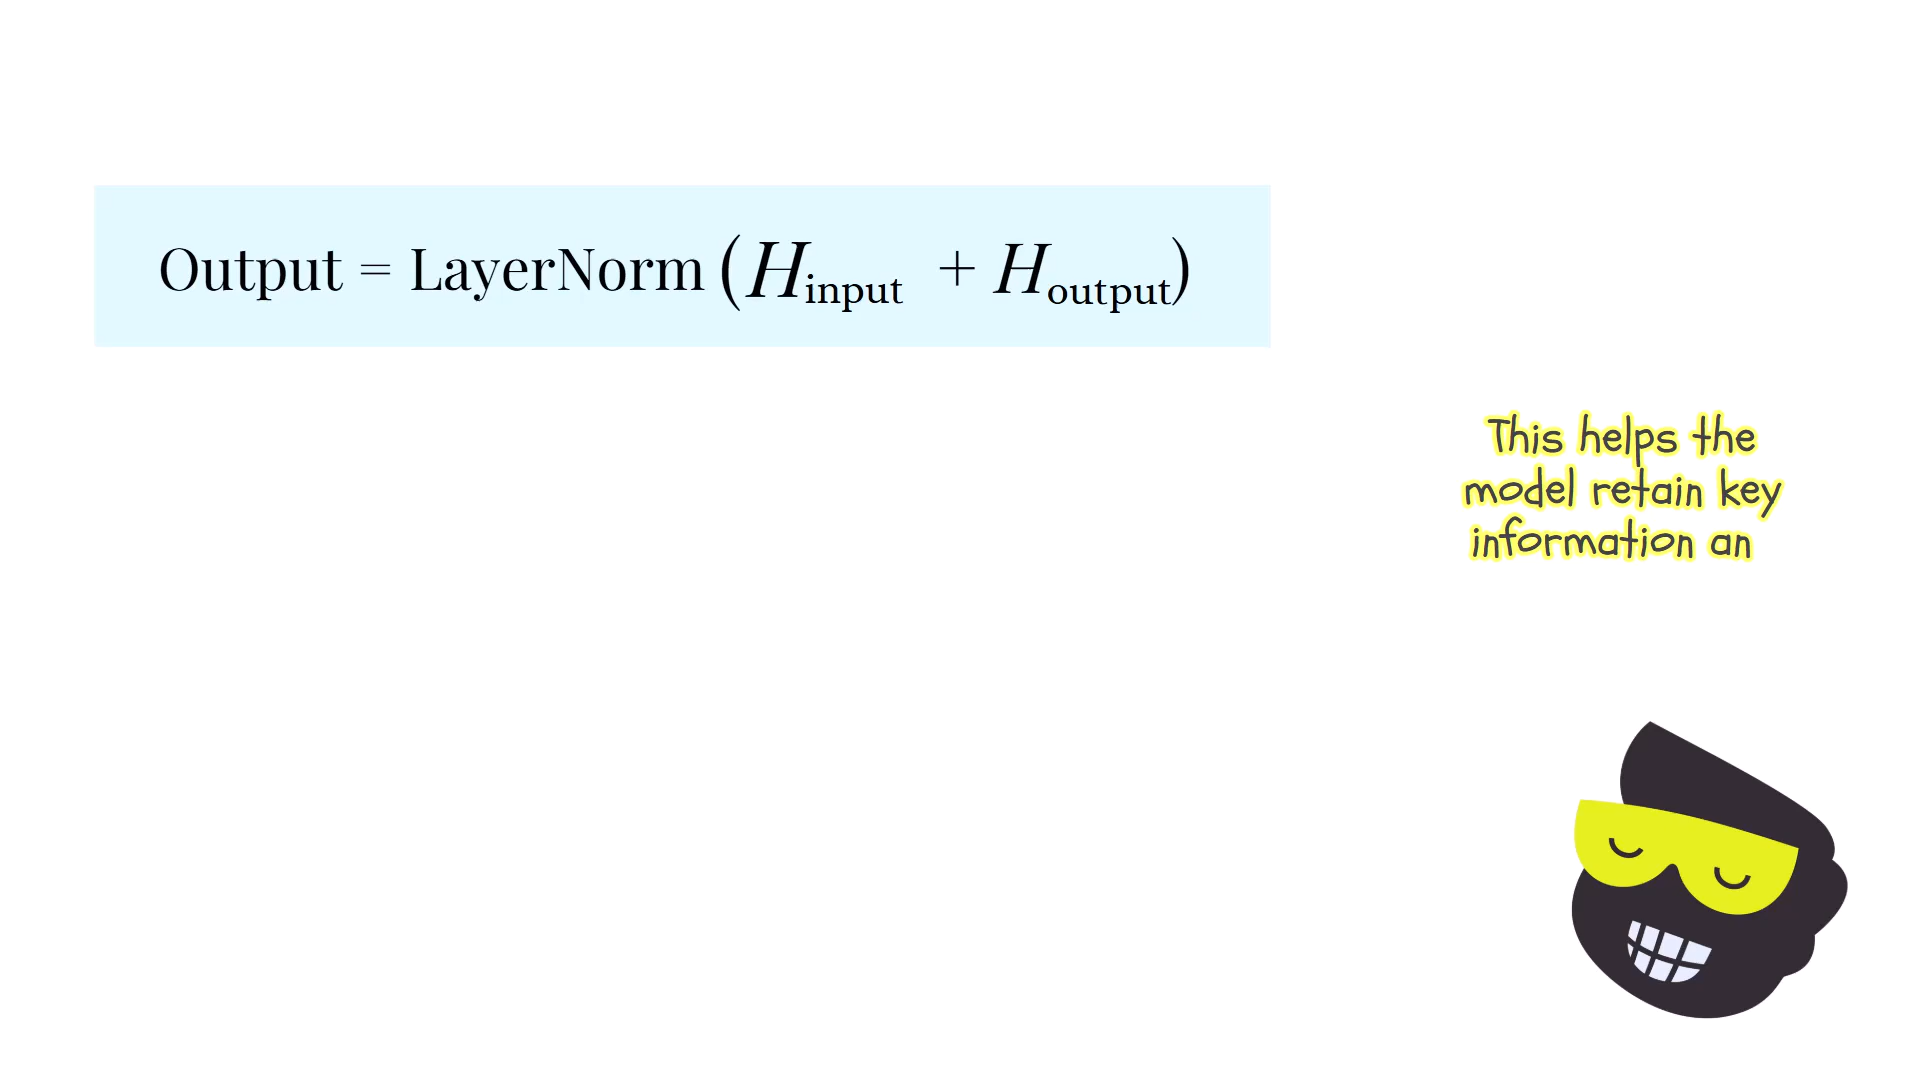 Output = LayerNorm (H_input + H_output)
This helps the
model retain key
information an